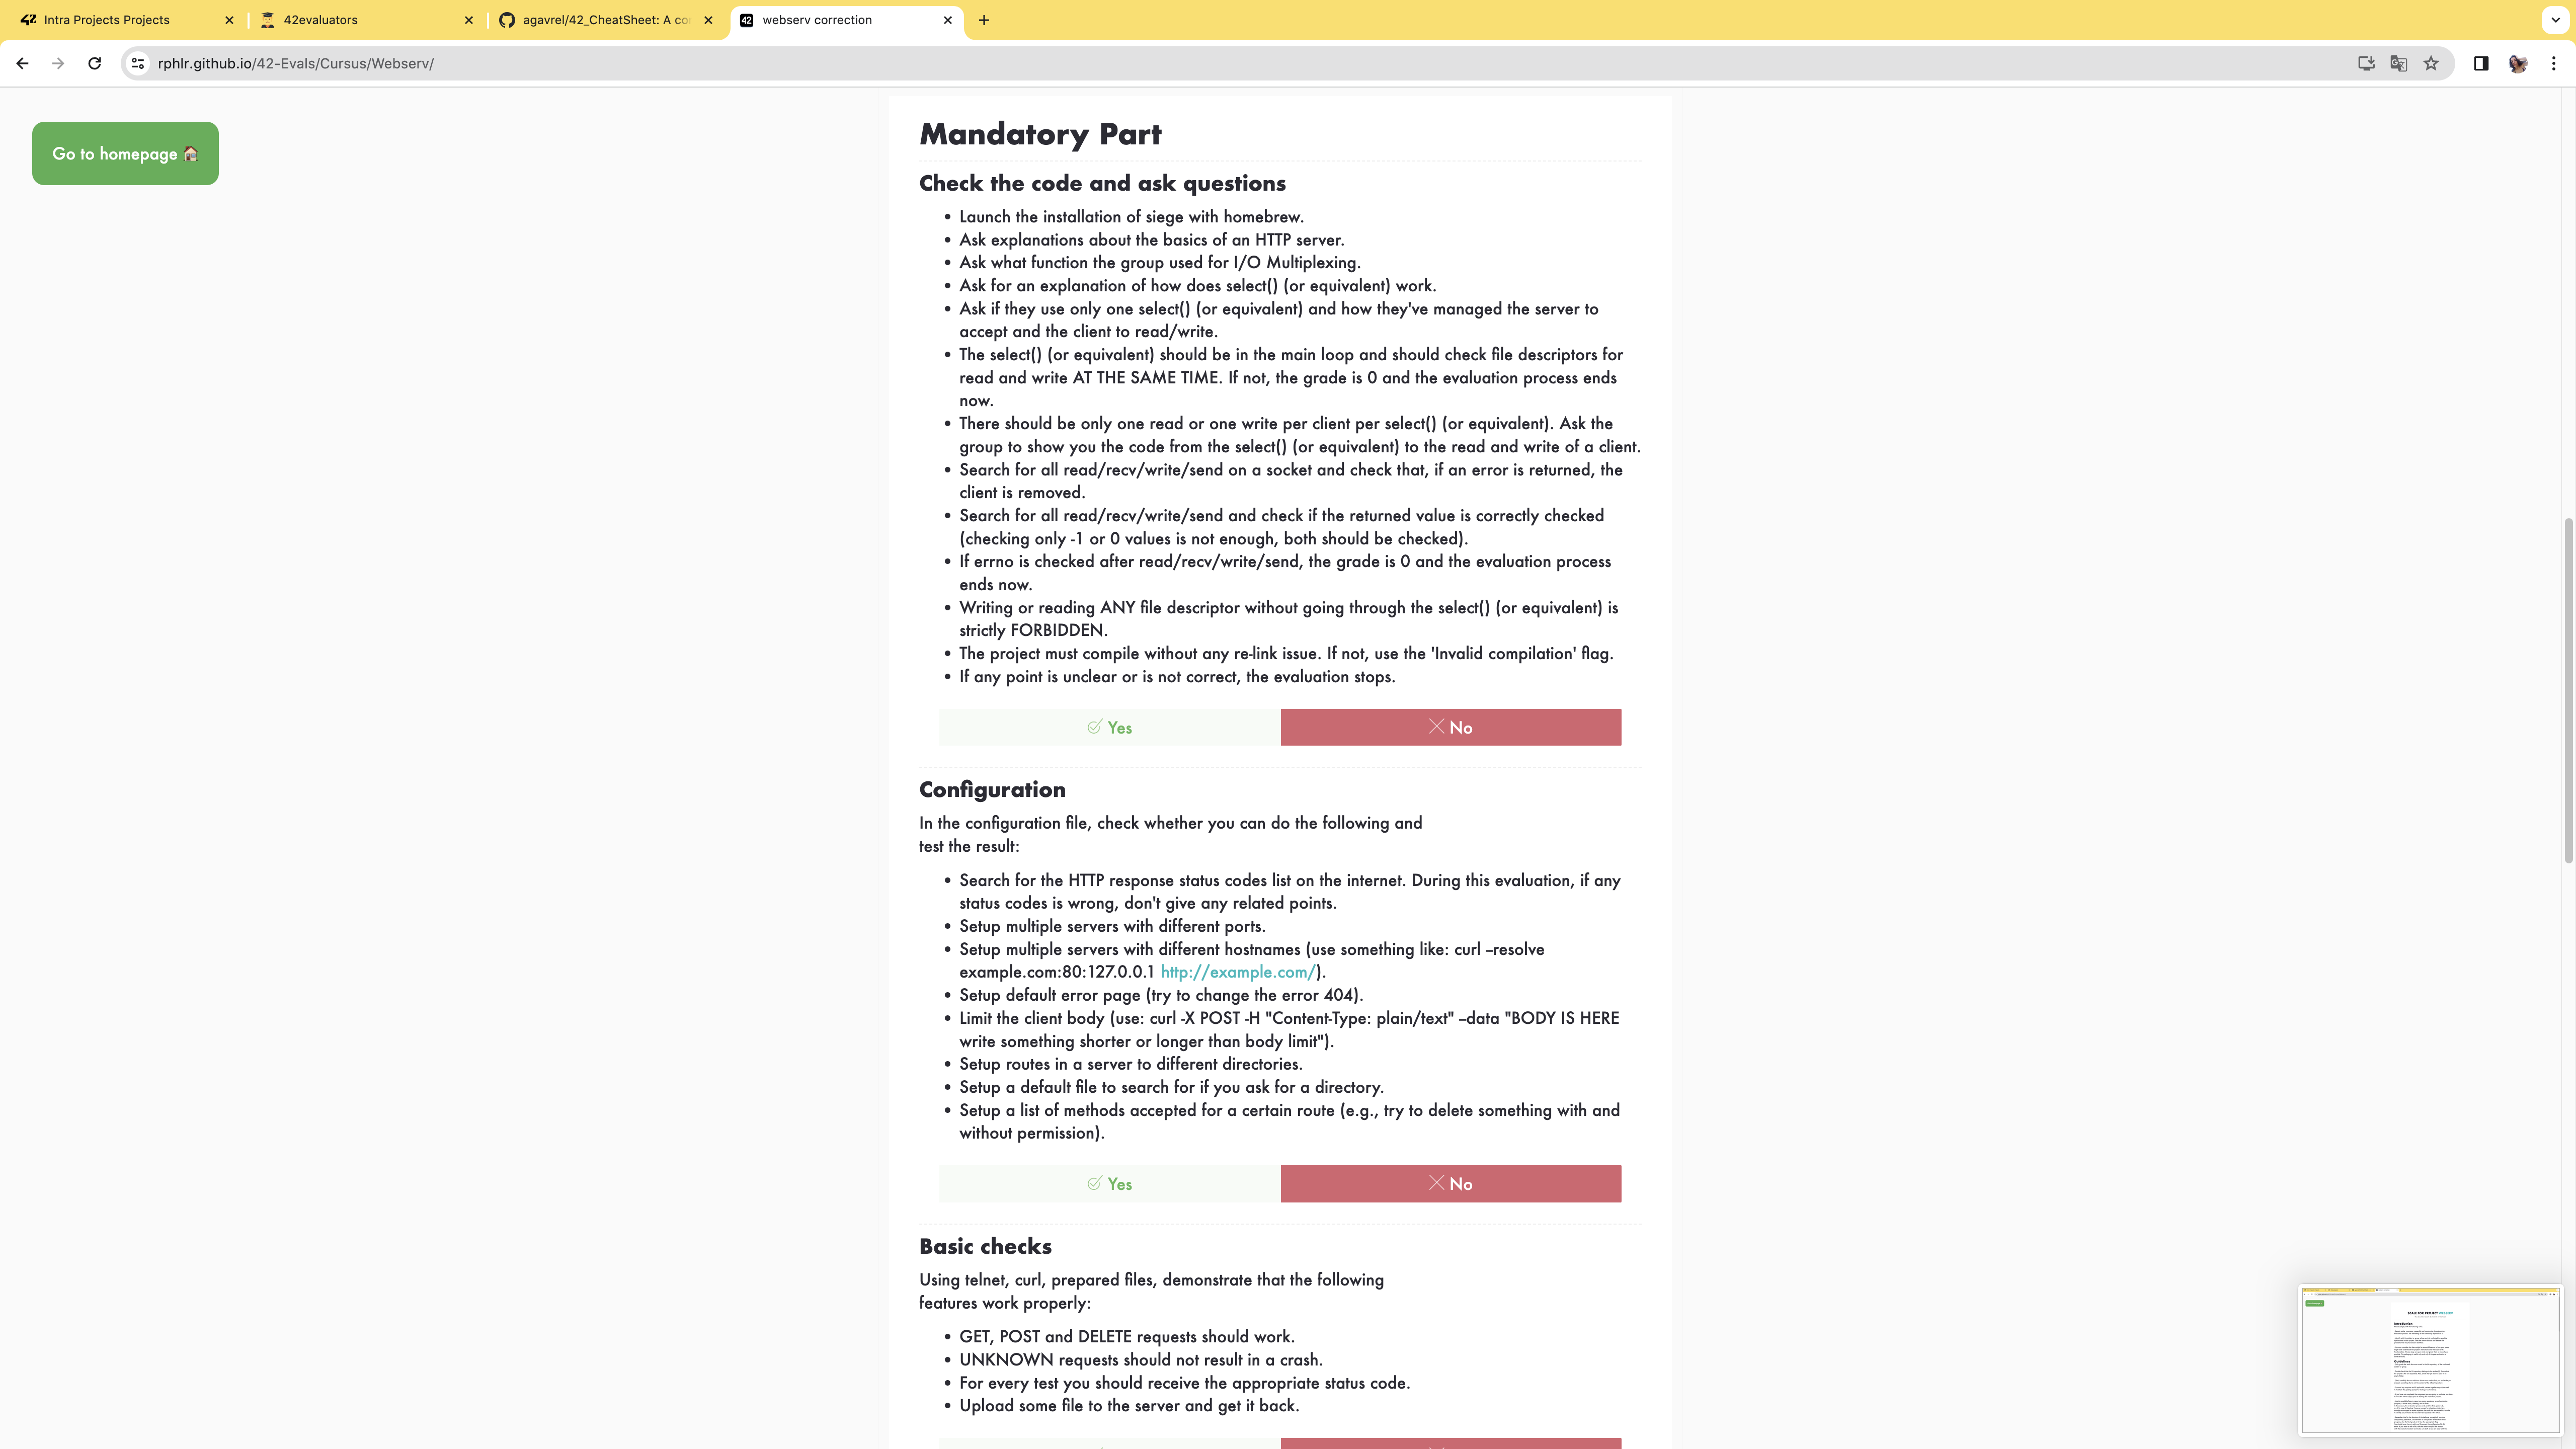 Intra Projects Projects
42evaluators
agavrel/42_CheatSheet: A co
webserv correction
rphlr.github.io/42-Evals/Cursus/Webserv/
Go to homepage
Mandatory Part
Check the code and ask questions
• Launch the installation of siege with homebrew.
• Ask explanations about the basics of an HTTP server.
• Ask what function the group used for I/O Multiplexing.
• Ask for an explanation of how does select() (or equivalent) work.
• Ask if they use only one select() (or equivalent) and how they've managed the server to
accept and the client to read/write.
• The select() (or equivalent) should be in the main loop and should check file descriptors for
read and write AT THE SAME TIME. If not, the grade is 0 and the evaluation process ends
now.
• There should be only one read or one write per client per select() (or equivalent). Ask the
group to show you the code from the select() (or equivalent) to the read and write of a client.
• Search for all read/recv/write/send on a socket and check that, if an error is returned, the
client is removed.
• Search for all read/recv/write/send and check if the returned value is correctly checked
(checking only -1 or 0 values is not enough, both should be checked).
• If errno is checked after read/recv/write/send, the grade is 0 and the evaluation process
ends now.
• Writing or reading ANY file descriptor without going through the select() (or equivalent) is
strictly FORBIDDEN.
• The project must compile without any re-link issue. If not, use the 'Invalid compilation' flag.
• If any point is unclear or is not correct, the evaluation stops.
Yes
No
Configuration
In the configuration file, check whether you can do the following and
test the result:
• Search for the HTTP response status codes list on the internet. During this evaluation, if any
status codes is wrong, don't give any related points.
• Setup multiple servers with different ports.
• Setup multiple servers with different hostnames (use something like: curl –resolve
example.com:80:127.0.0.1 http://example.com/).
• Setup default error page (try to change the error 404).
• Limit the client body (use: curl -X POST -H "Content-Type: plain/text" –data "BODY IS HERE
write something shorter or longer than body limit").
• Setup routes in a server to different directories.
• Setup a default file to search for if you ask for a directory.
• Setup a list of methods accepted for a certain route (e.g., try to delete something with and
without permission).
Yes
No
Basic checks
Using telnet, curl, prepared files, demonstrate that the following
features work properly:
• GET, POST and DELETE requests should work.
• UNKNOWN requests should not result in a crash.
• For every test you should receive the appropriate status code.
• Upload some file to the server and get it back.